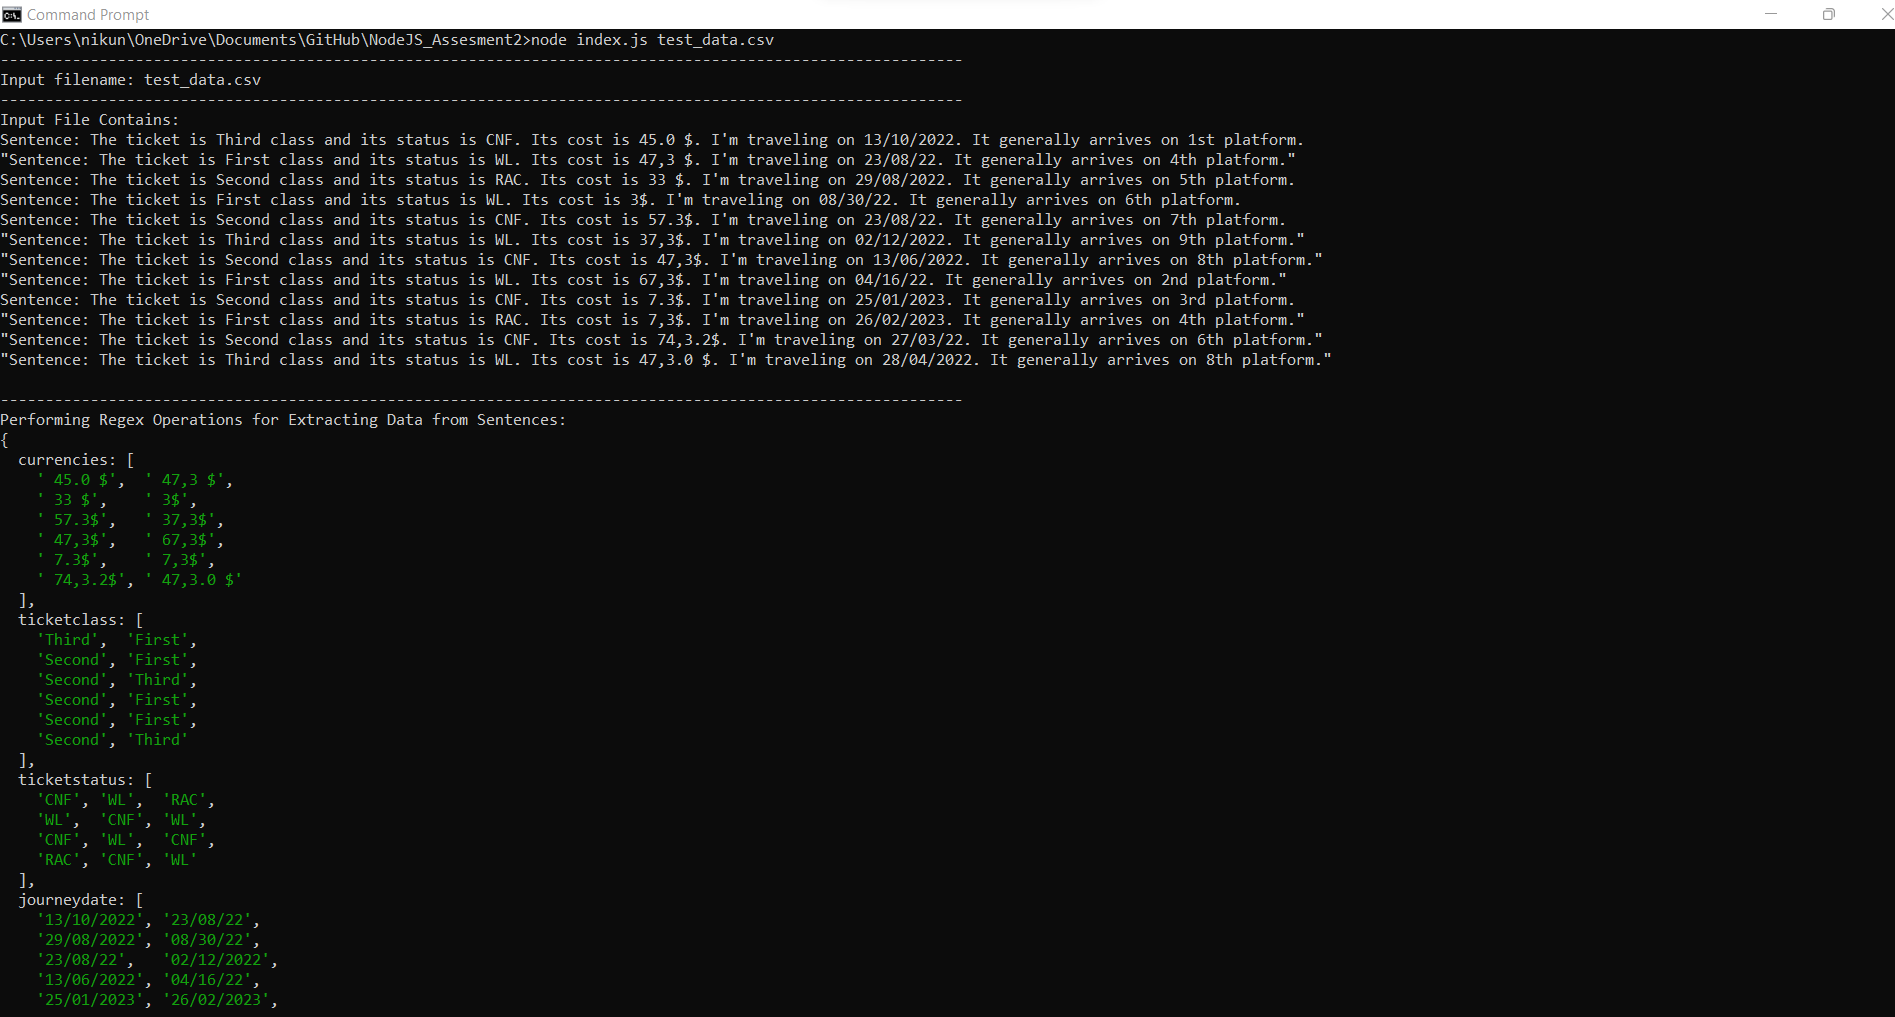 Command Prompt
C:\Users\nikun\OneDrive\Documents\GitHub\NodeJS_Assesment2>node index.js test_data.csv
-----------------------------------------------------------------------------------------------------------
Input filename: test_data.csv
-----------------------------------------------------------------------------------------------------------
Input File Contains:
Sentence: The ticket is Third class and its status is CNF. Its cost is 45.0 $. I'm traveling on 13/10/2022. It generally arrives on 1st platform.
"Sentence: The ticket is First class and its status is WL. Its cost is 47,3 $. I'm traveling on 23/08/22. It generally arrives on 4th platform."
Sentence: The ticket is Second class and its status is RAC. Its cost is 33 $. I'm traveling on 29/08/2022. It generally arrives on 5th platform.
Sentence: The ticket is First class and its status is WL. Its cost is 3$. I'm traveling on 08/30/22. It generally arrives on 6th platform.
Sentence: The ticket is Second class and its status is CNF. Its cost is 57.3$. I'm traveling on 23/08/22. It generally arrives on 7th platform.
"Sentence: The ticket is Third class and its status is WL. Its cost is 37,3$. I'm traveling on 02/12/2022. It generally arrives on 9th platform."
"Sentence: The ticket is Second class and its status is CNF. Its cost is 47,3$. I'm traveling on 13/06/2022. It generally arrives on 8th platform."
"Sentence: The ticket is First class and its status is WL. Its cost is 67,3$. I'm traveling on 04/16/22. It generally arrives on 2nd platform."
Sentence: The ticket is Second class and its status is CNF. Its cost is 7.3$. I'm traveling on 25/01/2023. It generally arrives on 3rd platform.
"Sentence: The ticket is First class and its status is RAC. Its cost is 7,3$. I'm traveling on 26/02/2023. It generally arrives on 4th platform."
"Sentence: The ticket is Second class and its status is CNF. Its cost is 74,3.2$. I'm traveling on 27/03/22. It generally arrives on 6th platform."
"Sentence: The ticket is Third class and its status is WL. Its cost is 47,3.0 $. I'm traveling on 28/04/2022. It generally arrives on 8th platform."
-----------------------------------------------------------------------------------------------------------
Performing Regex Operations for Extracting Data from Sentences:
{
  currencies: [
    ' 45.0 $',  ' 47,3 $',
    ' 33 $',    ' 3$',
    ' 57.3$',   ' 37,3$',
    ' 47,3$',   ' 67,3$',
    ' 7.3$',    ' 7,3$',
    ' 74,3.2$', ' 47,3.0 $'
  ],
  ticketclass: [
    'Third',  'First',
    'Second', 'First',
    'Second', 'Third',
    'Second', 'First',
    'Second', 'First',
    'Second', 'Third'
  ],
  ticketstatus: [
    'CNF', 'WL',  'RAC',
    'WL',  'CNF', 'WL',
    'CNF', 'WL',  'CNF',
    'RAC', 'CNF', 'WL'
  ],
  journeydate: [
    '13/10/2022', '23/08/22',
    '29/08/2022', '08/30/22',
    '23/08/22',   '02/12/2022',
    '13/06/2022', '04/16/22',
    '25/01/2023', '26/02/2023',